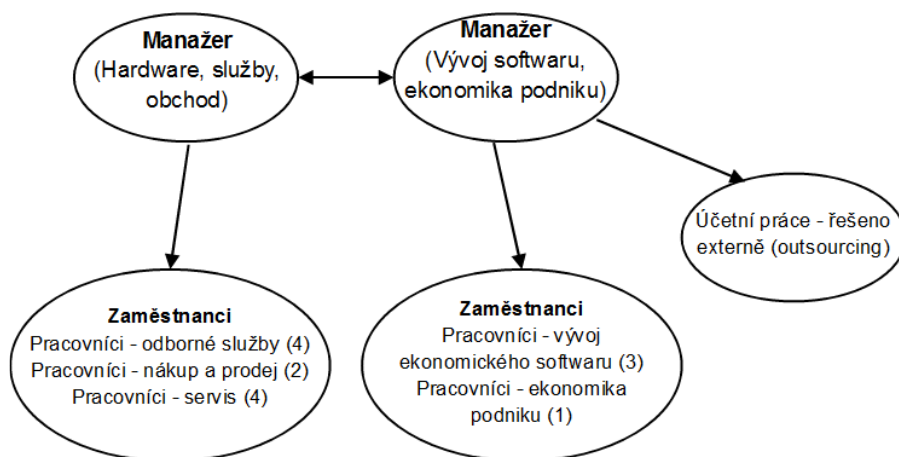 Manažer
(Hardware, služby,
obchod)
Manažer
(Vývoj softwaru,
ekonomika podniku)
Účetní práce - řešeno
externě (outsourcing)
Zaměstnanci
Pracovníci - odborné služby (4)
Pracovníci - nákup a prodej (2)
Pracovníci - servis (4)
Zaměstnanci
Pracovníci - vývoj
ekonomického softwaru (3)
Pracovníci - ekonomika
podniku (1)